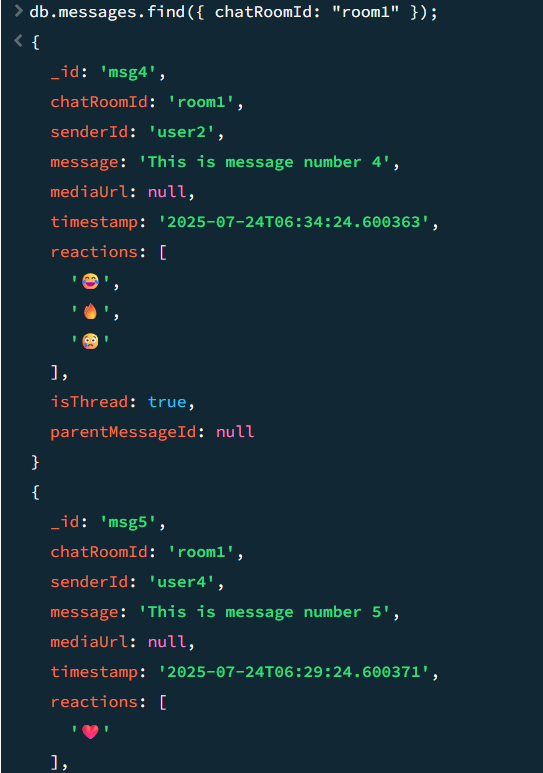 > db.messages.find({ chatRoomId: "room1" });
< {
_id: 'msg4',
chatRoomId: 'room1',
senderId: 'user2',
message: 'This is message number 4',
mediaUrl: null,
timestamp: '2025-07-24T06:34:24.600363',
reactions: [
'😂',
'🔥',
'😢'
],
isThread: true,
parentMessageId: null
}
{
_id: 'msg5',
chatRoomId: 'room1',
senderId: 'user4',
message: 'This is message number 5',
mediaUrl: null,
timestamp: '2025-07-24T06:29:24.600371',
reactions: [
'❤️'
],